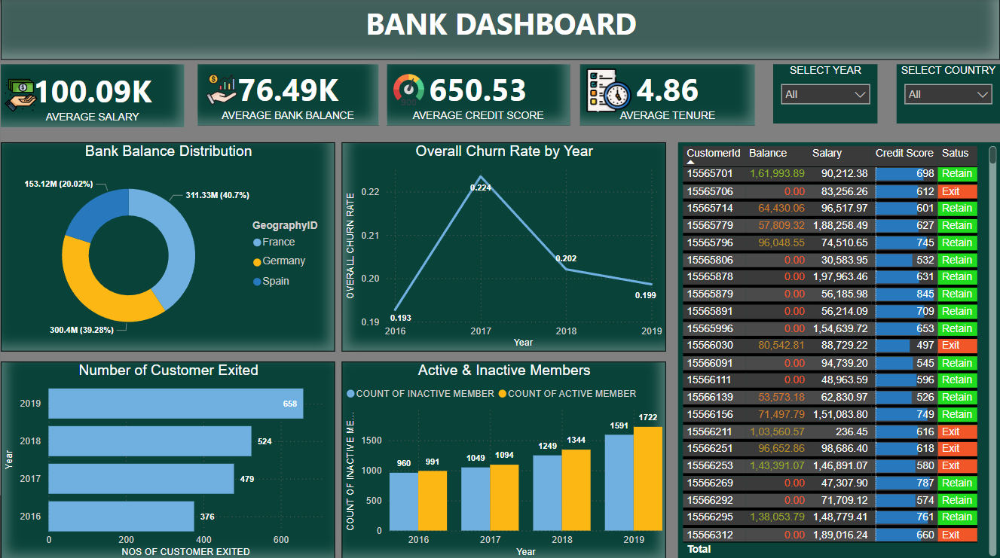 BANK DASHBOARD
100.09K
AVERAGE SALARY
76.49K
AVERAGE BANK BALANCE
650.53
AVERAGE CREDIT SCORE
4.86
AVERAGE TENURE
SELECT YEAR
All
SELECT COUNTRY
All
Bank Balance Distribution
153.12M (20.02%)
311.33M (40.7%)
300.4M (39.28%)
GeographyID
France
Germany
Spain
Overall Churn Rate by Year
OVERALL CHURN RATE
0.22
0.21
0.20
0.19
0.193
0.224
0.202
0.199
2016 2017 2018 2019
Year
Number of Customer Exited
Year
2019 658
2018 524
2017 479
2016 376
0 200 400 600
NOS OF CUSTOMER EXITED
Active & Inactive Members
COUNT OF INACTIVE MEMBER COUNT OF ACTIVE MEMBER
COUNT OF INACTIVE ME...
1500
1000
500
0
960 991
1049 1094
1249 1344
1591 1722
2016 2017 2018 2019
Year
CustomerId Balance Salary Credit Score Satus
15565701 1,61,993.89 90,212.38 698 Retain
15565706 0.00 83,256.26 612 Exit
15565714 64,430.06 96,517.97 601 Retain
15565779 57,809.32 1,88,258.49 627 Retain
15565796 96,048.55 74,510.65 745 Retain
15565806 0.00 30,583.95 532 Retain
15565878 0.00 1,97,963.46 631 Retain
15565879 0.00 56,185.98 845 Retain
15565891 0.00 56,214.09 709 Retain
15565996 0.00 1,54,639.72 653 Retain
15566030 80,542.81 88,729.22 497 Exit
15566091 0.00 94,739.20 545 Retain
15566111 0.00 48,963.59 596 Retain
15566139 53,573.18 62,830.97 526 Retain
15566156 71,497.79 1,51,083.80 749 Retain
15566211 1,03,560.57 236.45 616 Exit
15566251 96,652.86 98,686.40 618 Exit
15566253 1,43,391.07 1,46,891.07 580 Exit
15566269 0.00 47,307.90 787 Retain
15566292 0.00 71,709.12 574 Retain
15566295 1,38,053.79 1,48,779.41 761 Retain
15566312 0.00 1,89,016.24 660 Exit
Total